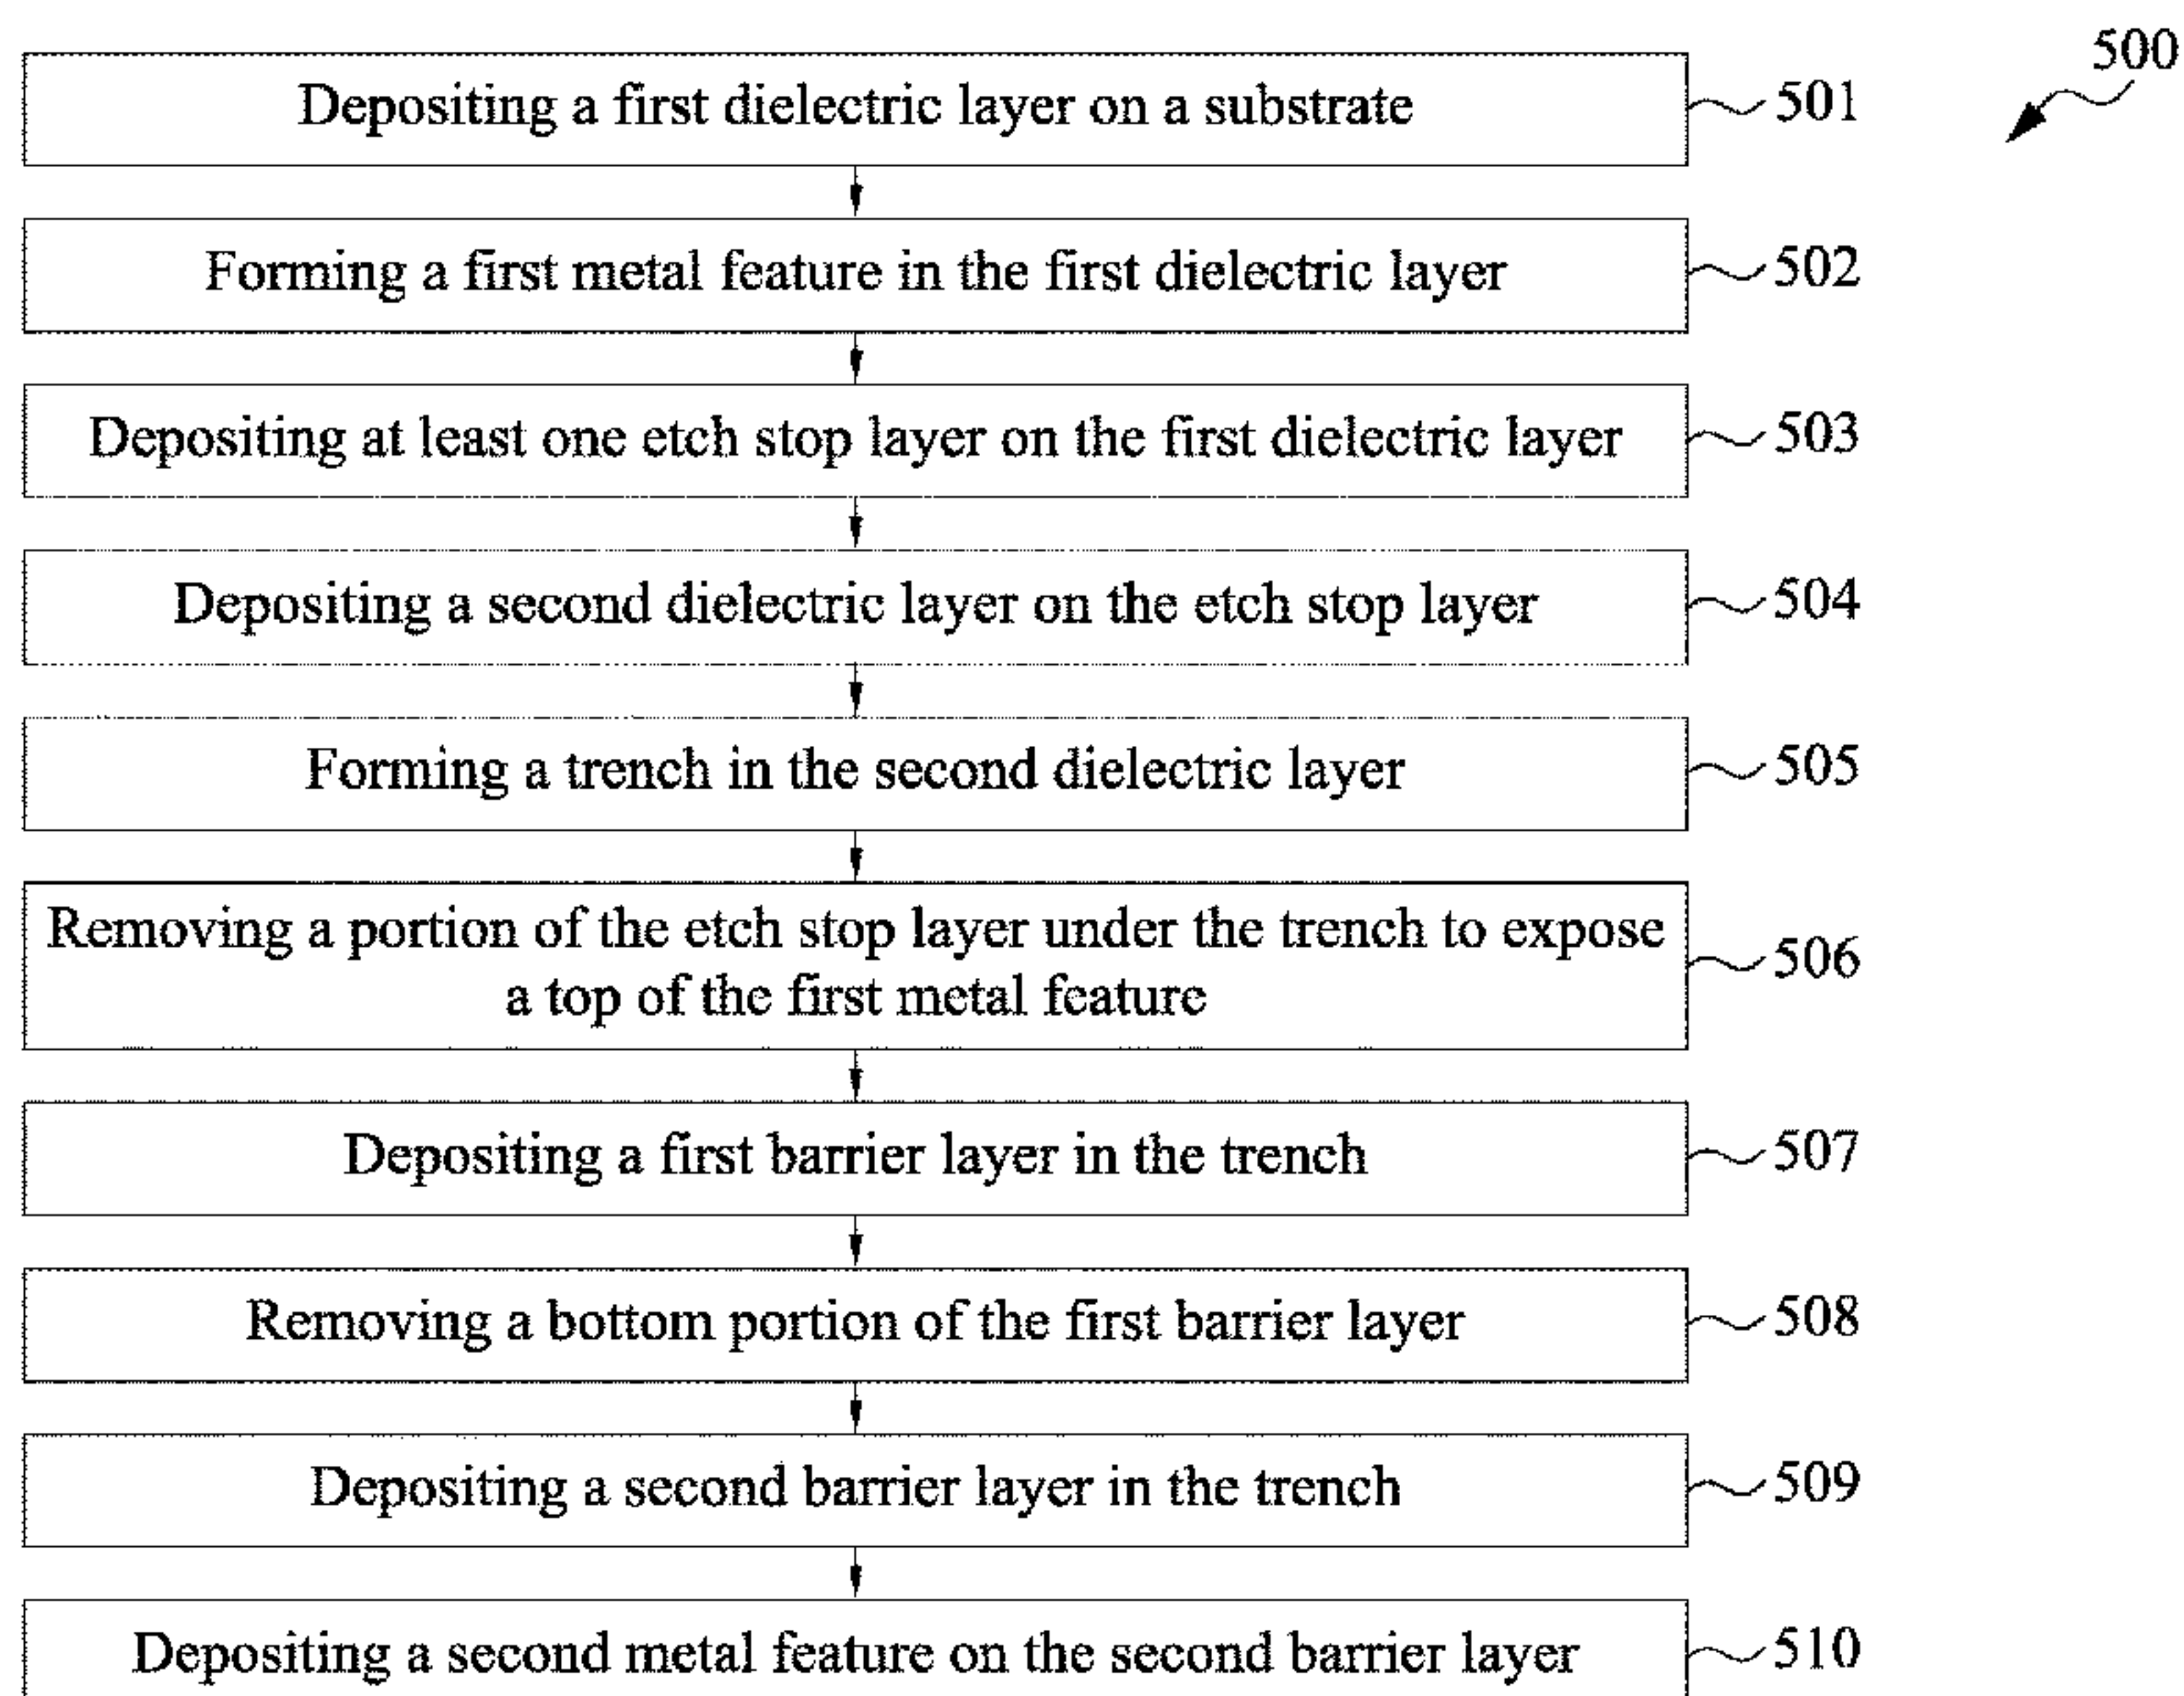 500
Depositing a first dielectric layer on a substrate
501
Forming a first metal feature in the first dielectric layer
502
Depositing at least one etch stop layer on the first dielectric layer
503
Depositing a second dielectric layer on the etch stop layer
504
Forming a trench in the second dielectric layer
505
Removing a portion of the etch stop layer under the trench to expose
a top of the first metal feature
506
Depositing a first barrier layer in the trench
507
Removing a bottom portion of the first barrier layer
508
Depositing a second barrier layer in the trench
509
Depositing a second metal feature on the second barrier layer
510